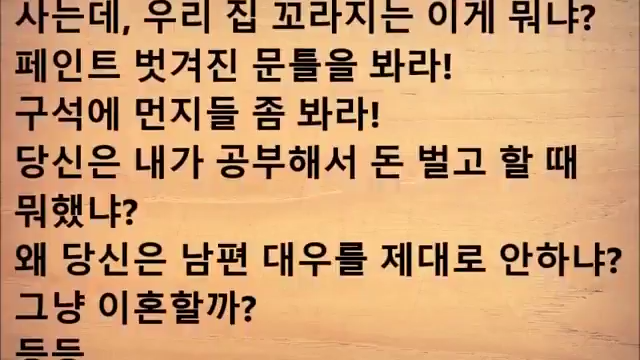 사는데, 우리 집 꼬라지는 이게 뭐냐?
페인트 벗겨진 문틀을 봐라!
구석에 먼지들 좀 봐라!
당신은 내가 공부해서 돈 벌고 할 때
뭐했냐?
왜 당신은 남편 대우를 제대로 안하냐?
그냥 이혼할까?
등등